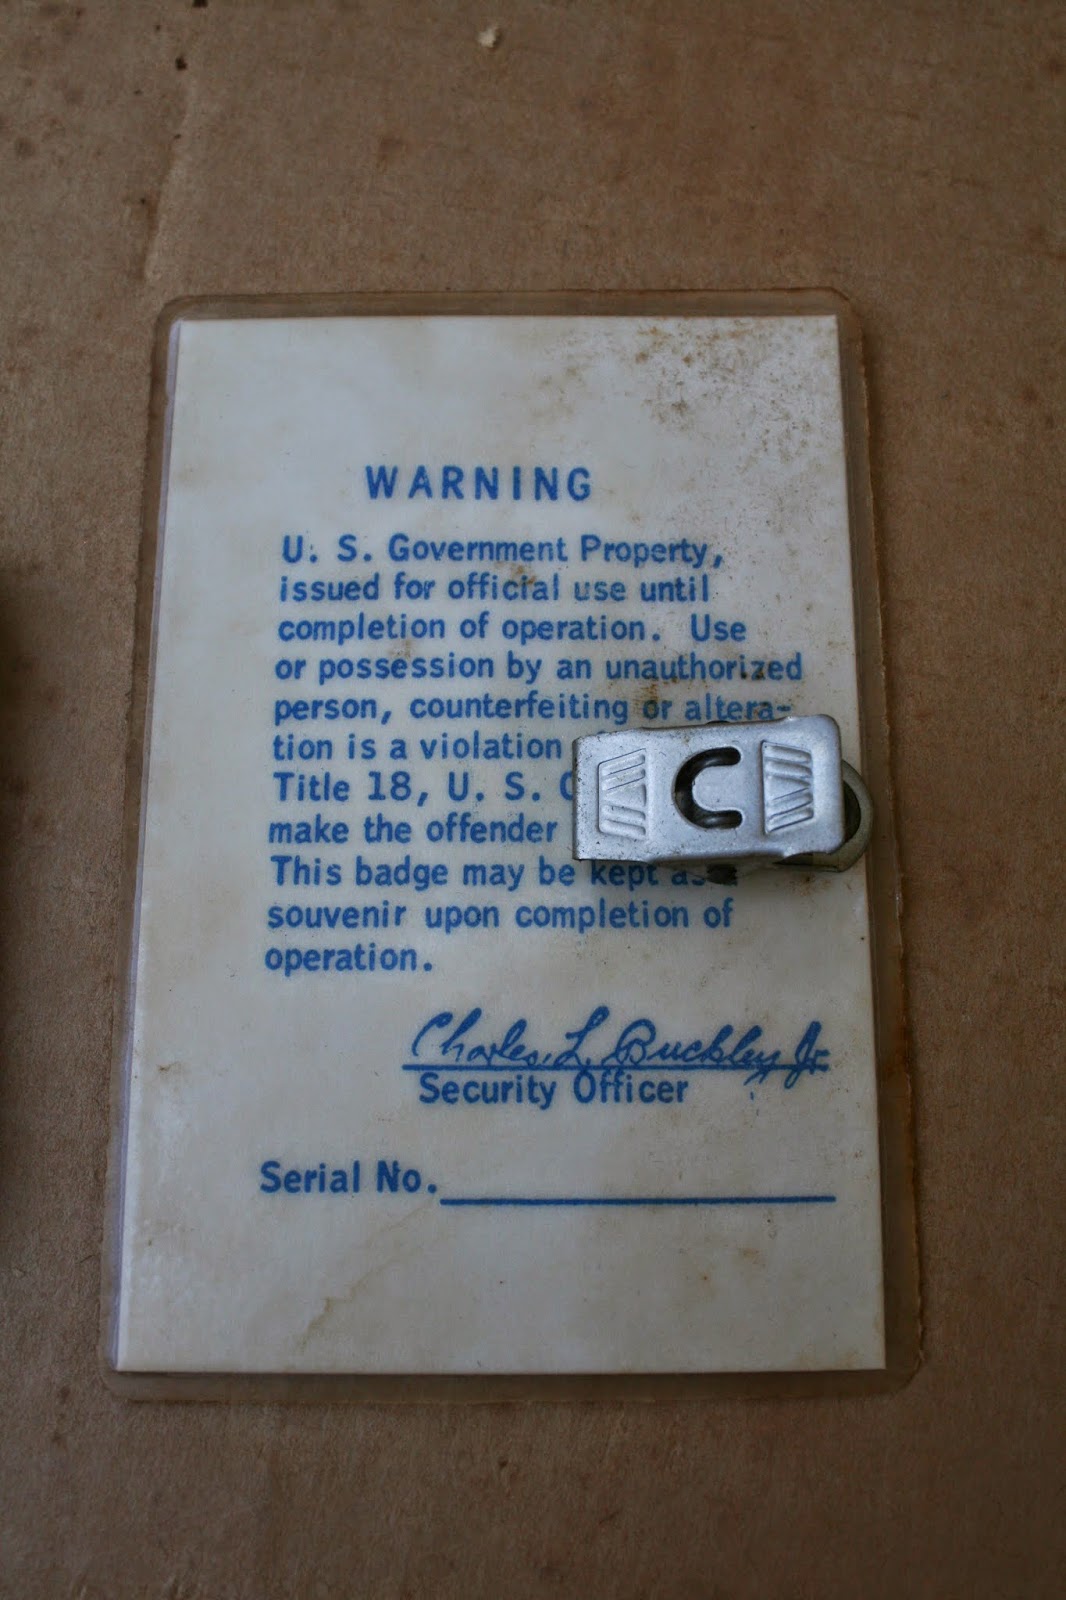 WARNING
U. S. Government Property,
issued for official use until
completion of operation. Use
or possession by an unauthorized
person, counterfeiting or altera-
tion is a violation
Title 18, U. S.
make the offender
This badge may be kept as a
souvenir upon completion of
operation.
Charles L. Buckley Jr.
Security Officer
Serial No.